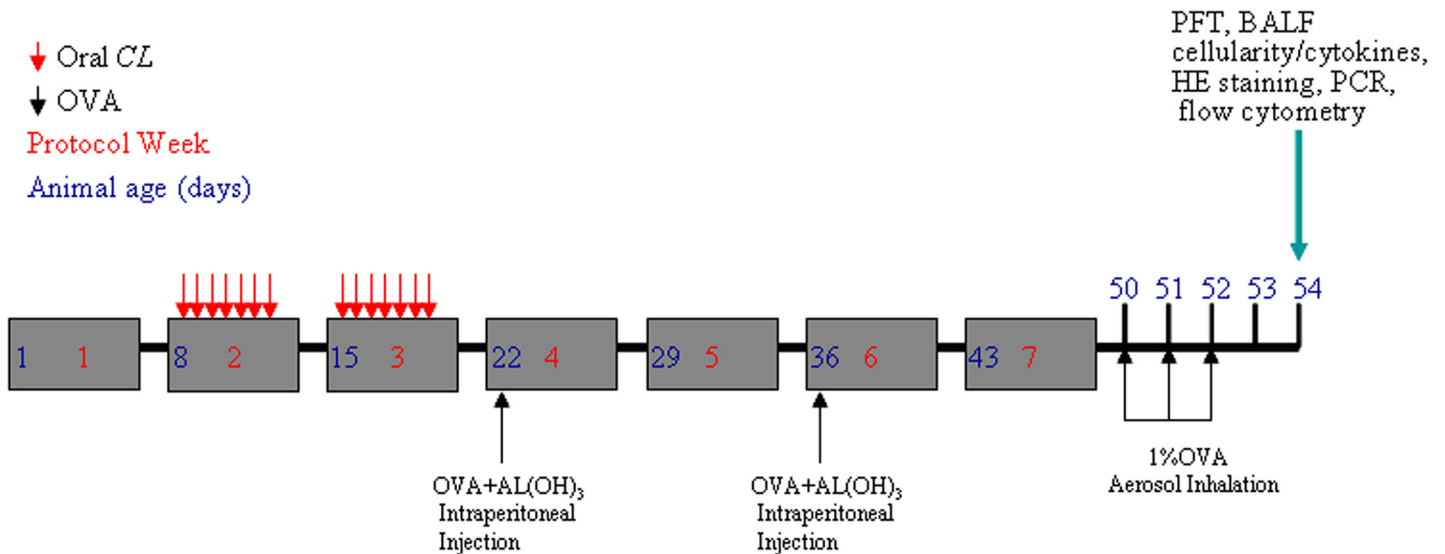 PFT, BALF
cellularity/cytokines,
HE staining, PCR,
flow cytometry
Oral CL
OVA
Protocol Week
Animal age (days)
50 51 52 53 54
1 1 8 2 15 3 22 4 29 5 36 6 43 7
OVA+AL(OH)₃
Intraperitoneal
Injection
OVA+AL(OH)₃
Intraperitoneal
Injection
1%OVA
Aerosol Inhalation